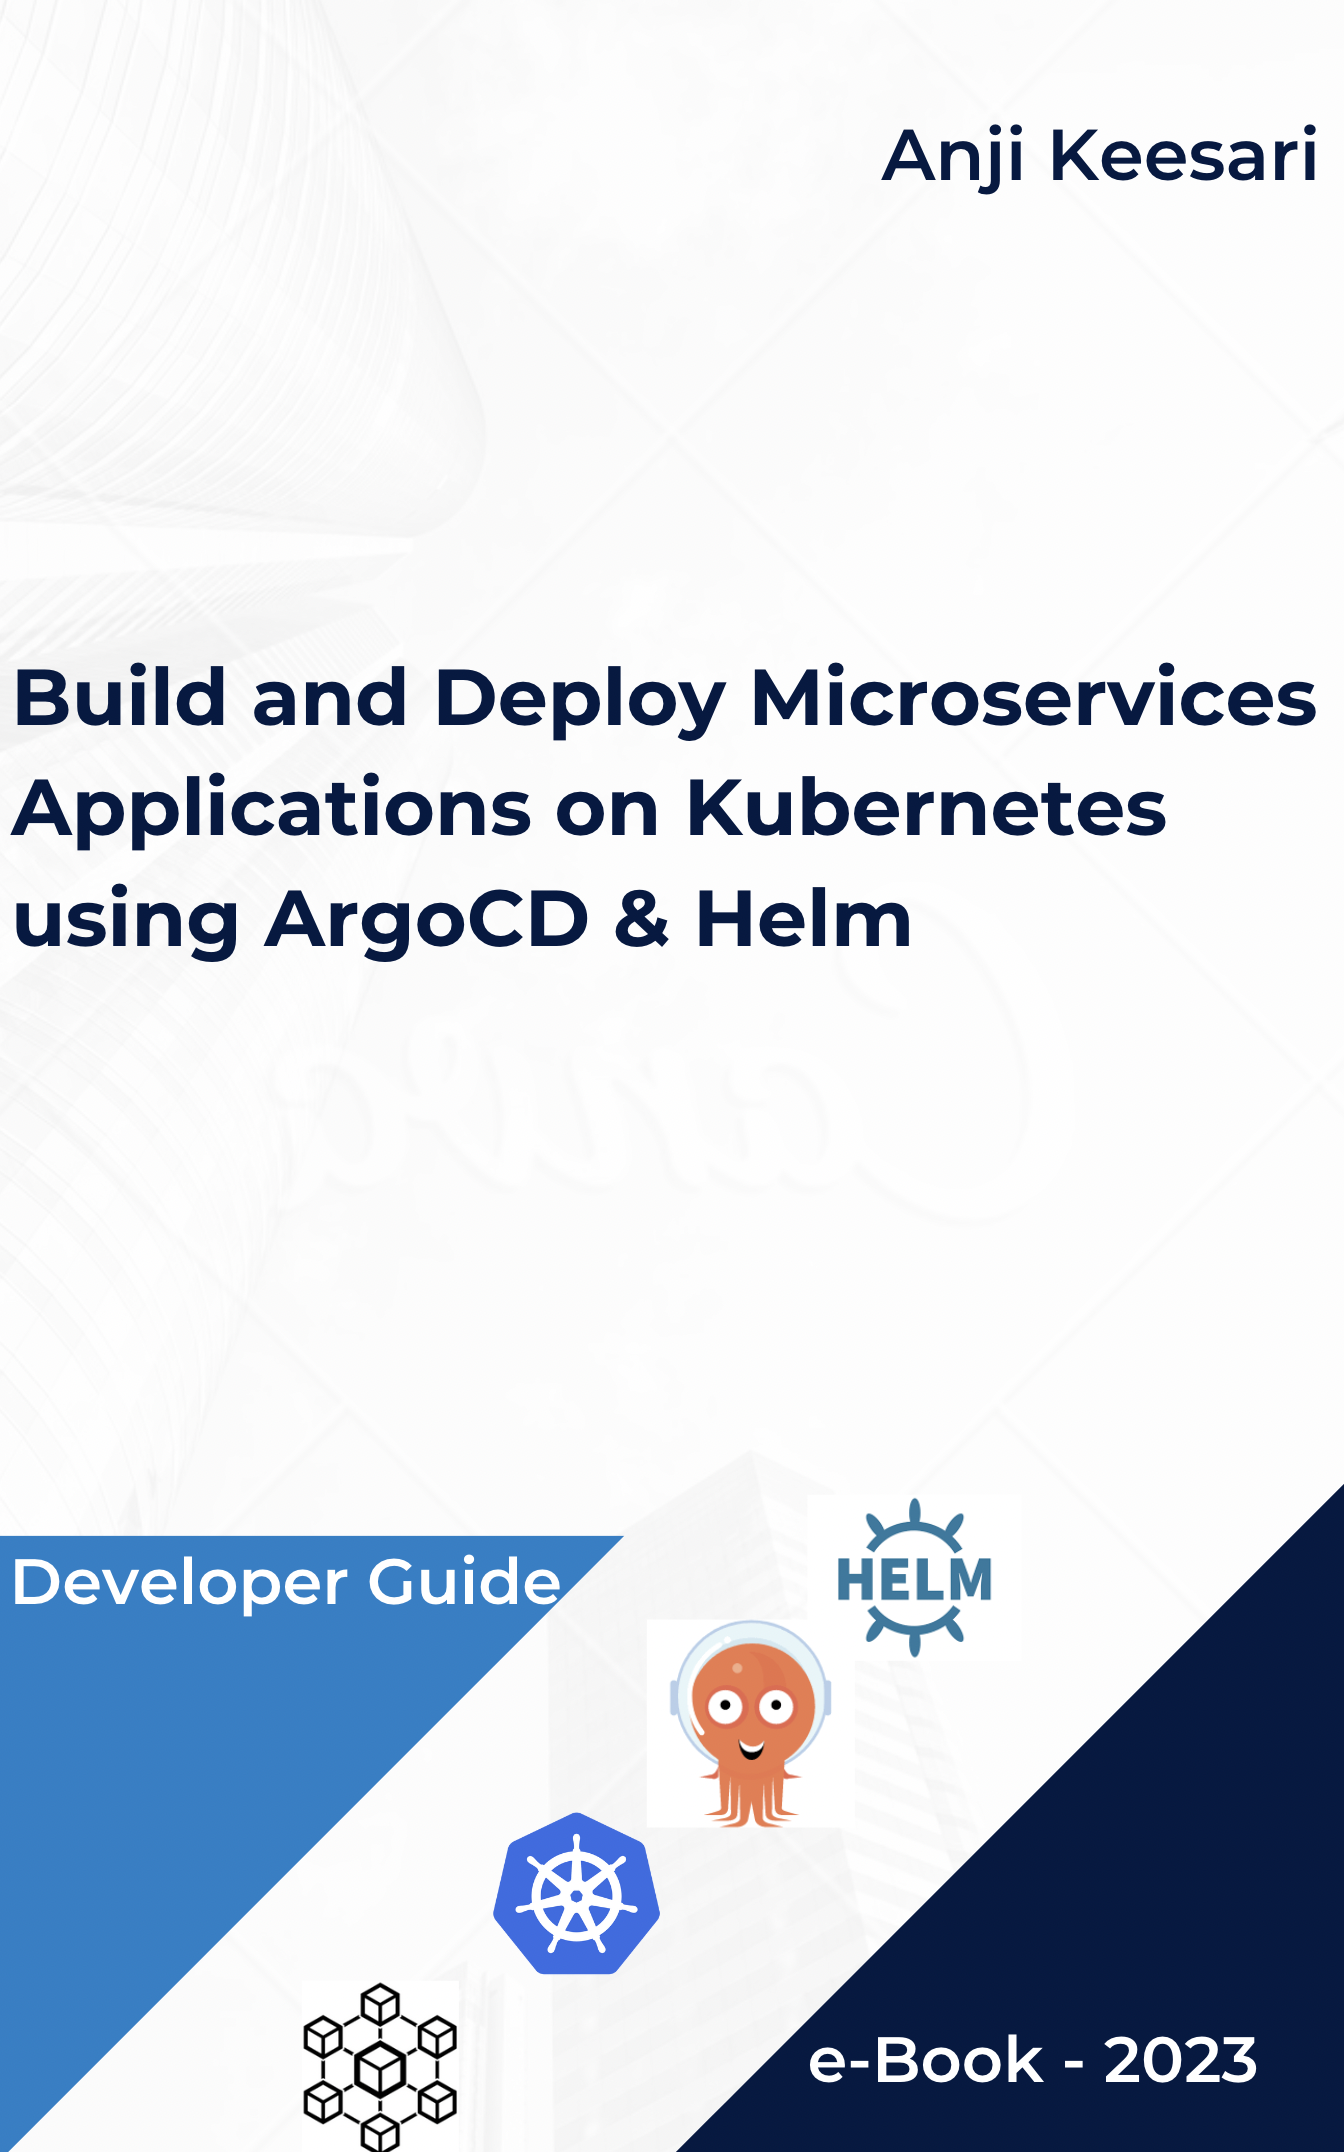 Anji Keesari
Build and Deploy Microservices
Applications on Kubernetes
using ArgoCD & Helm
HELM
Developer Guide
e-Book - 2023